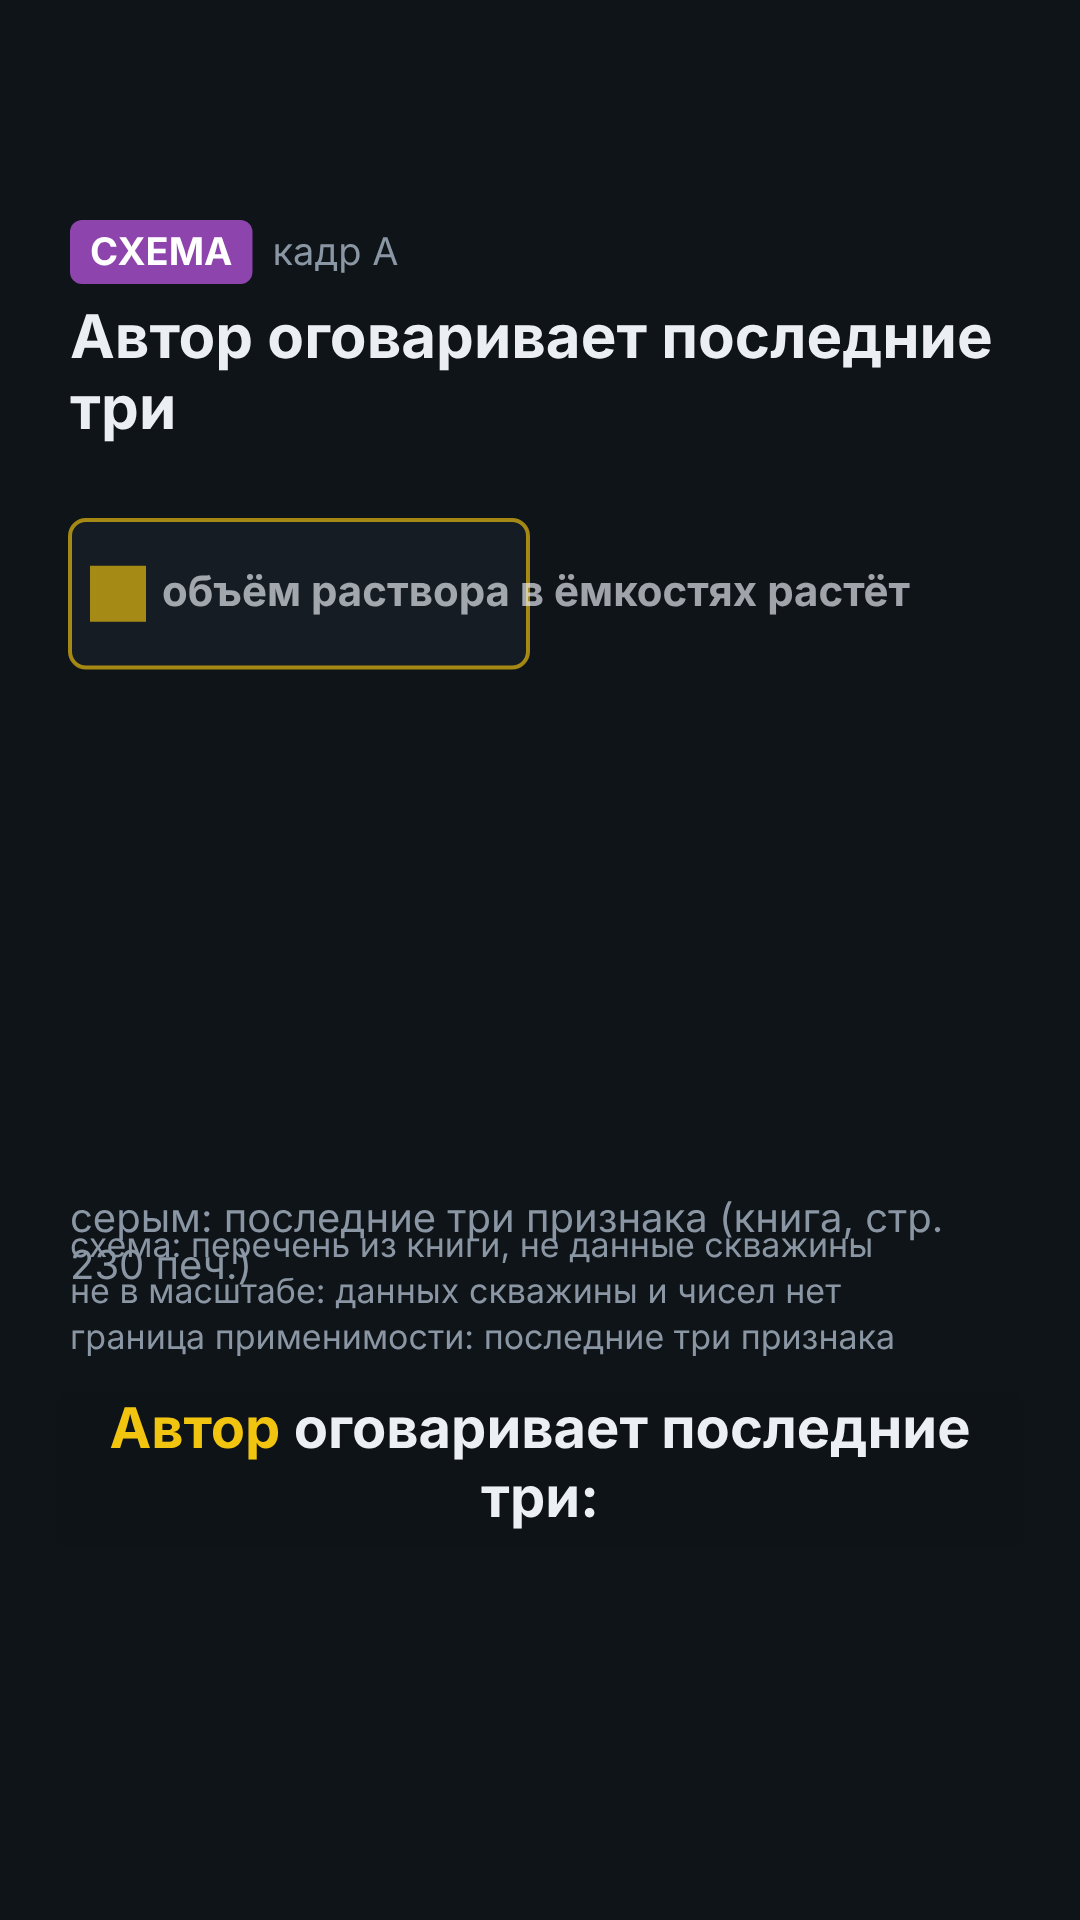 СХЕМА кадр А
Автор оговаривает последние
три
объём раствора в ёмкостях растёт
серым: последние три признака (книга, стр.
230 печ.)
схема: перечень из книги, не данные скважины
не в масштабе: данных скважины и чисел нет
граница применимости: последние три признака
Автор оговаривает последние
три: